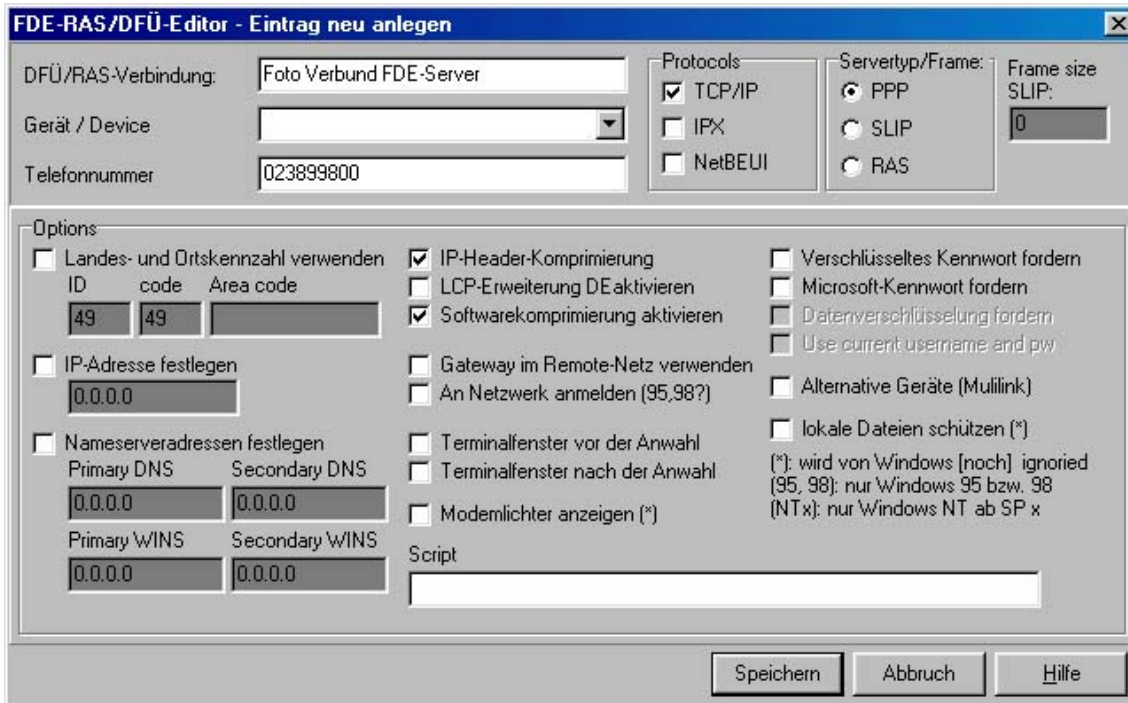 FDE-RAS/DFÜ-Editor - Eintrag neu anlegen
DFÜ/RAS-Verbindung:
Foto Verbund FDE-Server
Gerät / Device
Telefonnummer
023899800
Protocols
TCP/IP
IPX
NetBEUI
Servertyp/Frame:
PPP
SLIP
RAS
Frame size
SLIP:
0
Options
Landes- und Ortskennzahl verwenden
ID code Area code
49 49
IP-Adresse festlegen
0.0.0.0
Nameserveradressen festlegen
Primary DNS Secondary DNS
0.0.0.0 0.0.0.0
Primary WINS Secondary WINS
0.0.0.0 0.0.0.0
IP-Header-Komprimierung
LCP-Erweiterung DEaktivieren
Softwarekomprimierung aktivieren
Gateway im Remote-Netz verwenden
An Netzwerk anmelden (95,98?)
Terminalfenster vor der Anwahl
Terminalfenster nach der Anwahl
Modemlichter anzeigen (*)
Script
Verschlüsseltes Kennwort fordern
Microsoft-Kennwort fordern
Datenverschlüsselung fordern
Use current username and pw
Alternative Geräte (Mulilink)
lokale Dateien schützen (*)
(*): wird von Windows [noch] ignoried
(95, 98): nur Windows 95 bzw. 98
(NTx): nur Windows NT ab SP x
Speichern
Abbruch
Hilfe